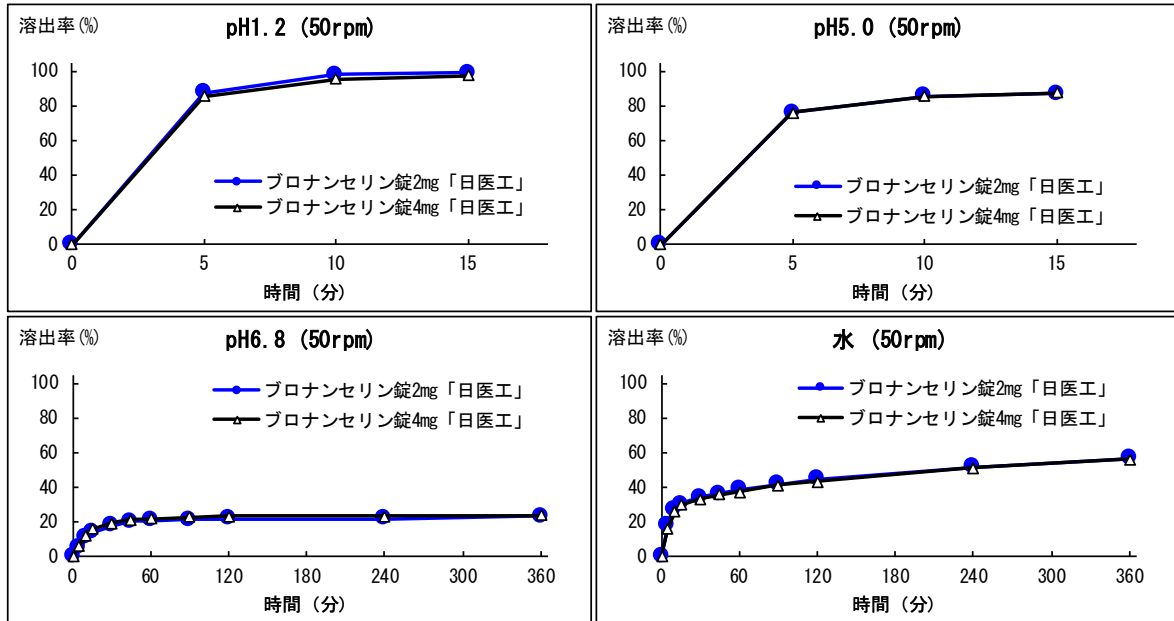 溶出率(%)
pH1.2 (50rpm)
100
80
60
40
20
0
ブロナンセリン錠2mg「日医工」
ブロナンセリン錠4mg「日医工」
0 5 10 15
時間（分）
溶出率(%)
pH5.0 (50rpm)
100
80
60
40
20
0
ブロナンセリン錠2mg「日医工」
ブロナンセリン錠4mg「日医工」
0 5 10 15
時間（分）
溶出率(%)
pH6.8 (50rpm)
100
80
60
40
20
0
ブロナンセリン錠2mg「日医工」
ブロナンセリン錠4mg「日医工」
0 60 120 180 240 300 360
時間（分）
溶出率(%)
水 (50rpm)
100
80
60
40
20
0
ブロナンセリン錠2mg「日医工」
ブロナンセリン錠4mg「日医工」
0 60 120 180 240 300 360
時間（分）